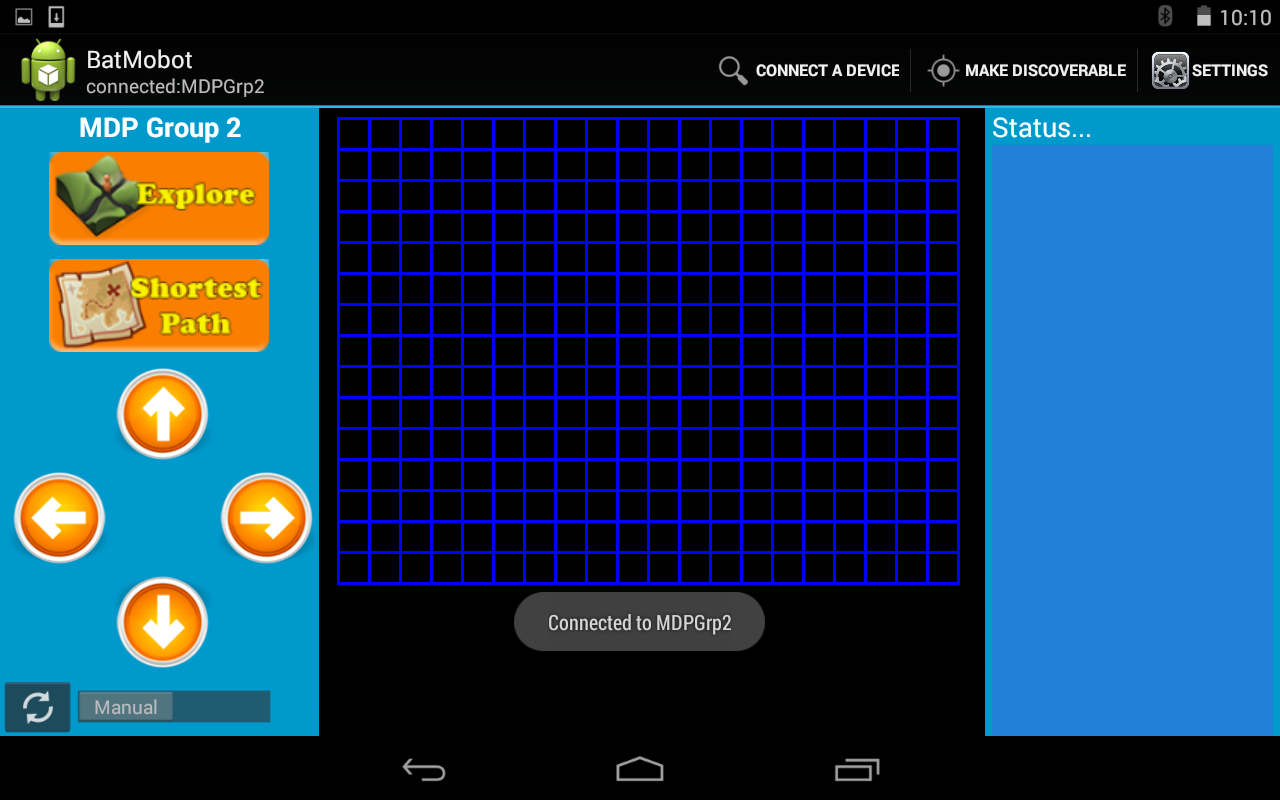 10:10
BatMobot
connected:MDPGrp2
CONNECT A DEVICE
MAKE DISCOVERABLE
SETTINGS
MDP Group 2
Explore
Shortest
Path
Manual
Connected to MDPGrp2
Status...